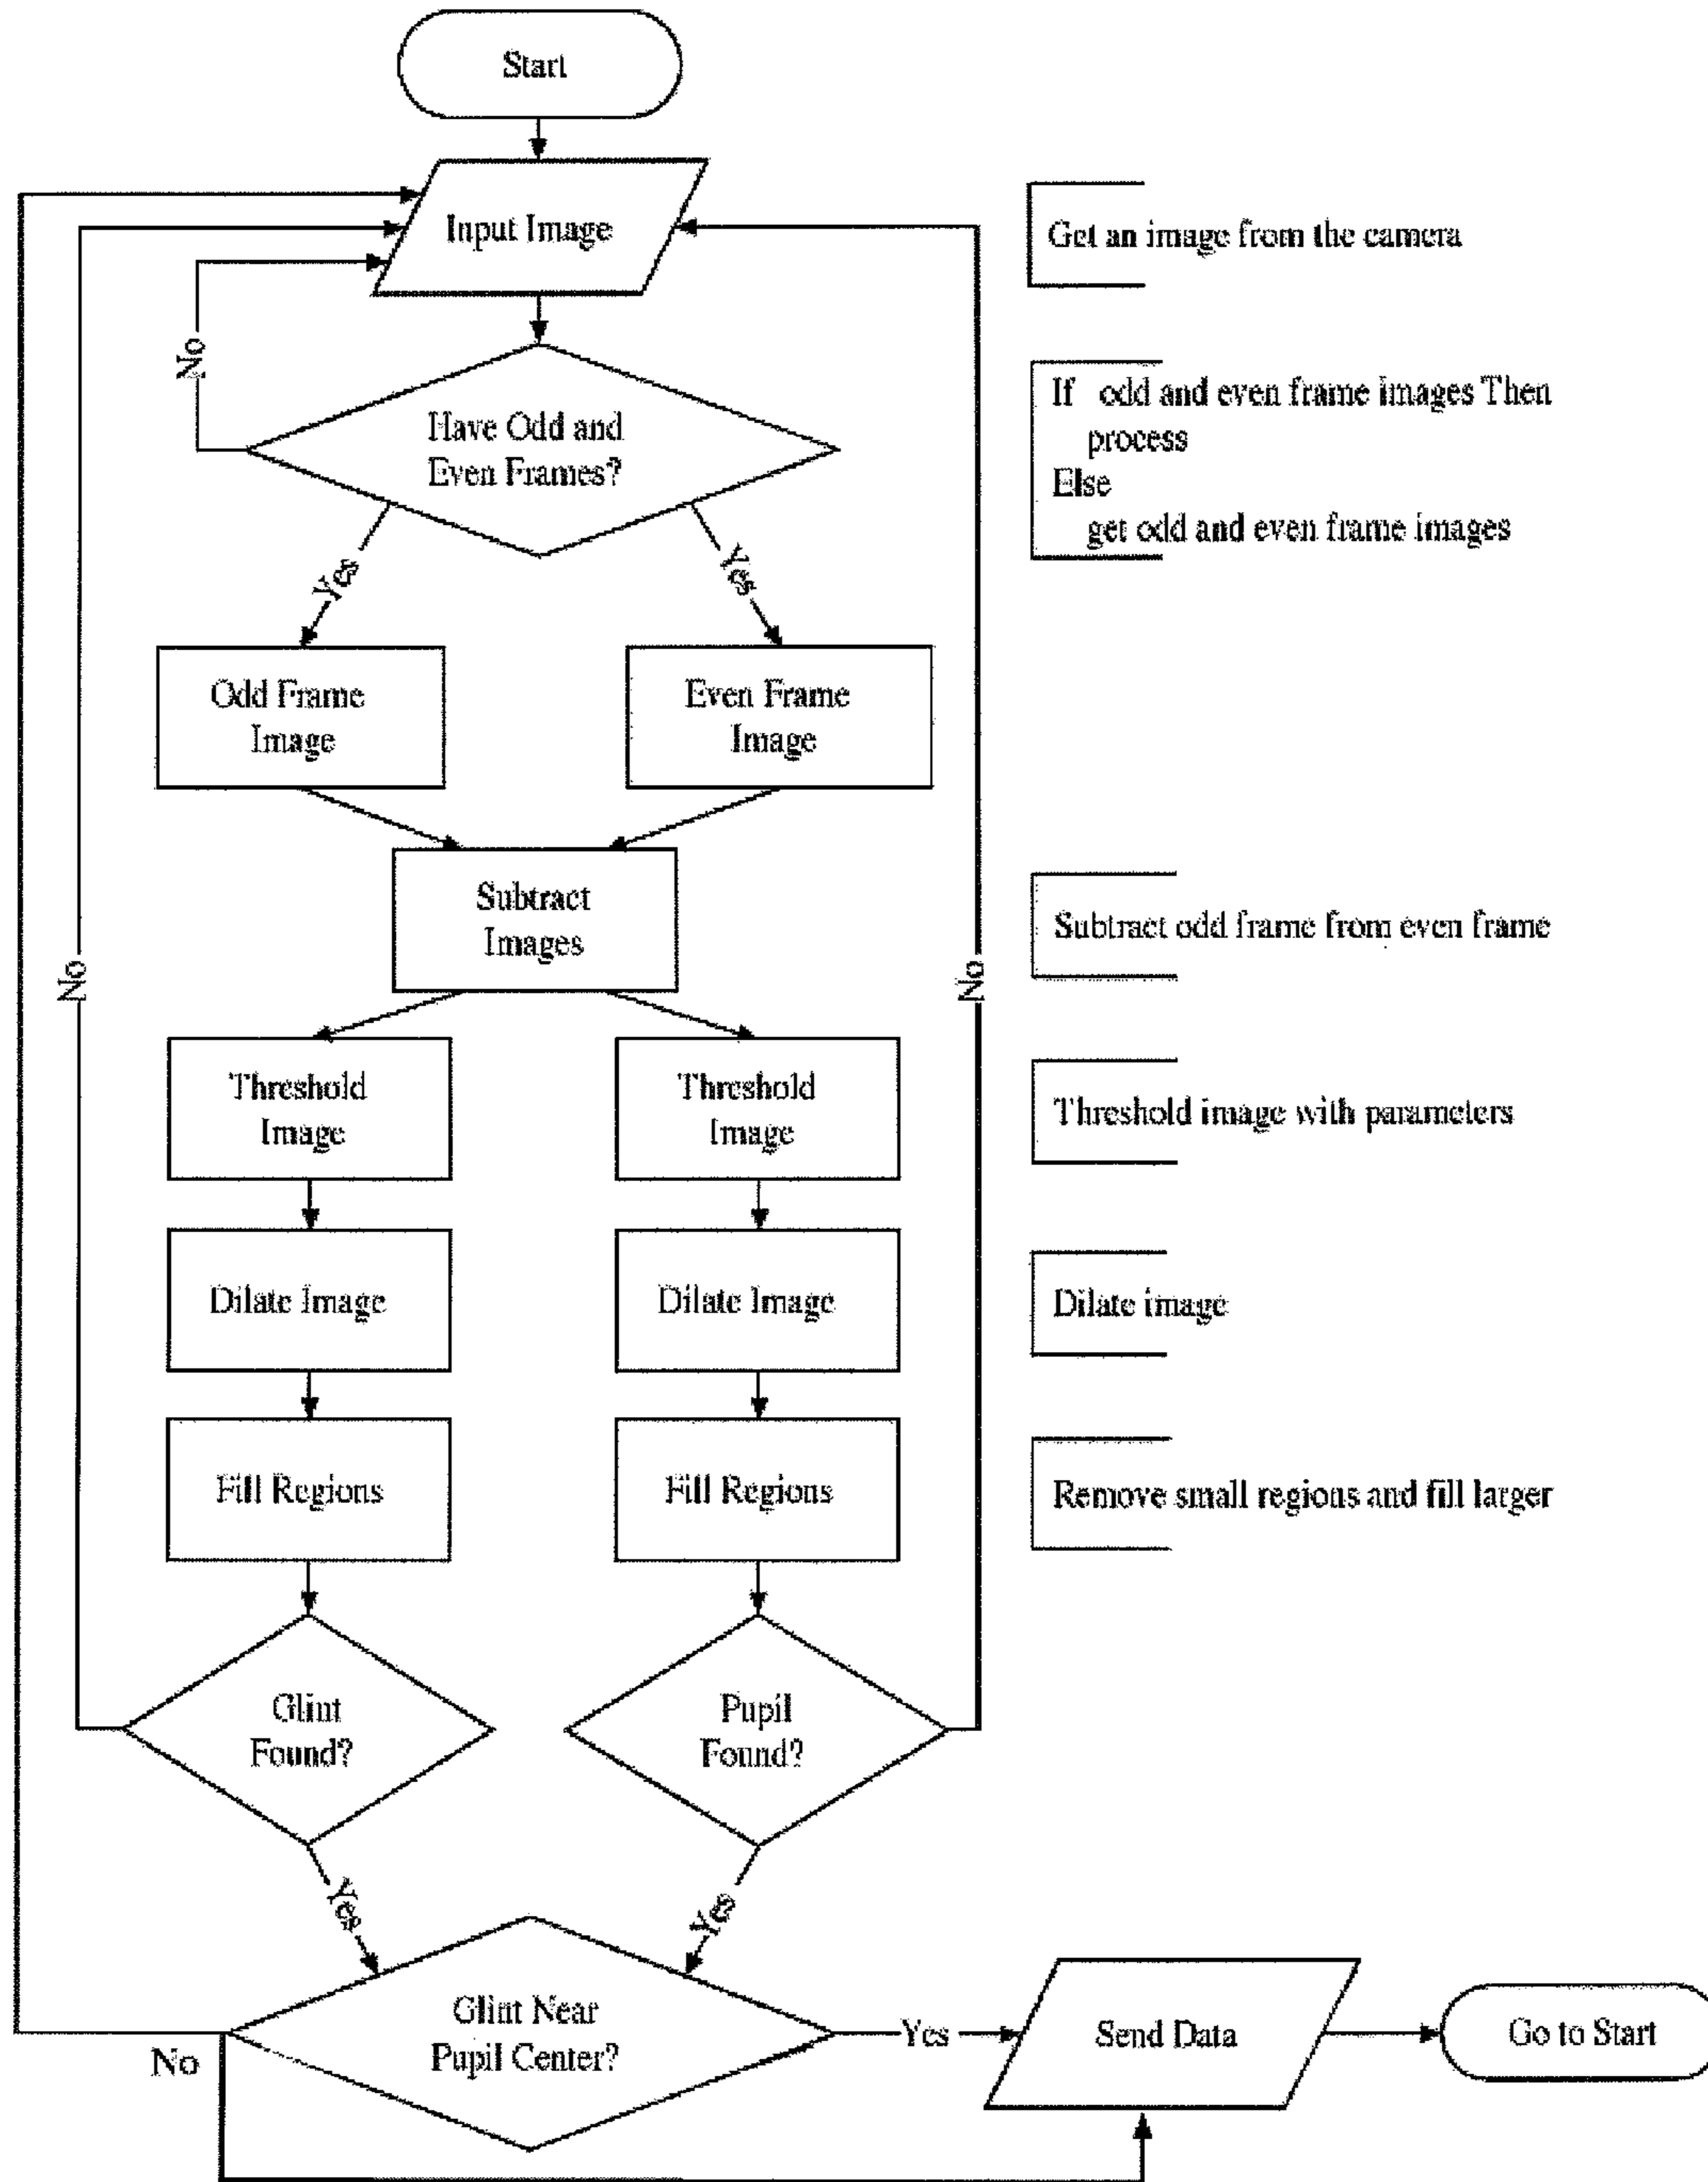 Start
Input Image
Get an image from the camera
No
Have Odd and
Even Frames?
If odd and even frame images Then
process
Else
get odd and even frame images
Yes
Yes
Odd Frame
Image
Even Frame
Image
Subtract
Images
Subtract odd frame from even frame
No
No
Threshold
Image
Threshold
Image
Threshold image with parameters
Dilate Image
Dilate Image
Dilate image
Fill Regions
Fill Regions
Remove small regions and fill larger
Glint
Found?
Pupil
Found?
Yes
Yes
Glint Near
Pupil Center?
No
Yes
Send Data
Go to Start